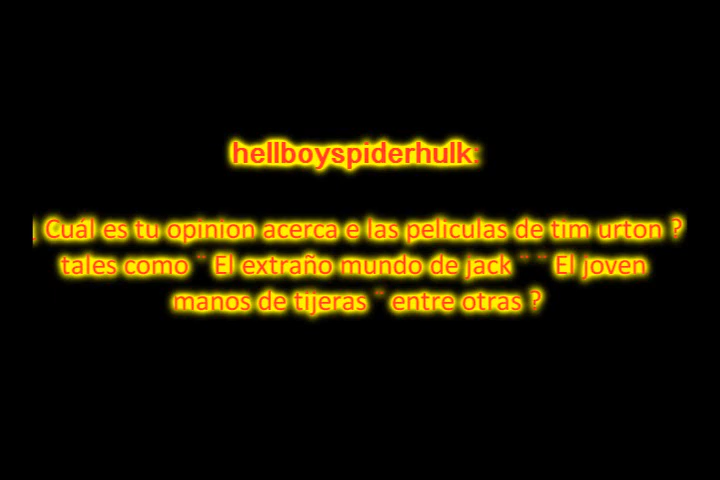 hellboyspiderhulk:
¿ Cuál es tu opinion acerca e las peliculas de tim urton ?
tales como ¨ El extraño mundo de jack ¨ ¨ El joven
manos de tijeras ¨ entre otras ?